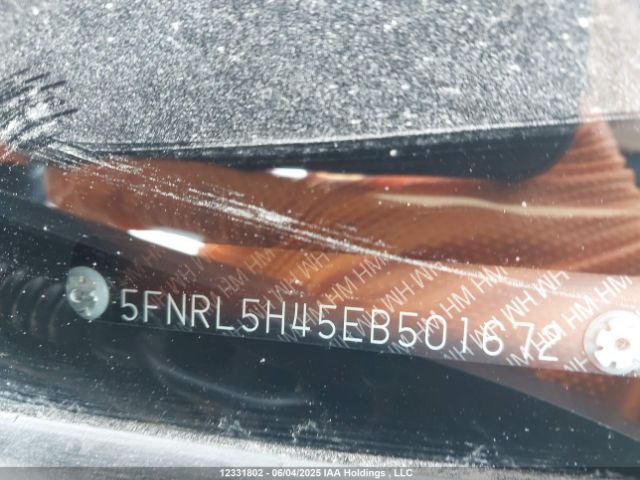 5FNRL5H45EB501672
12331802 - 06/04/2025 IAA Holdings , LLC